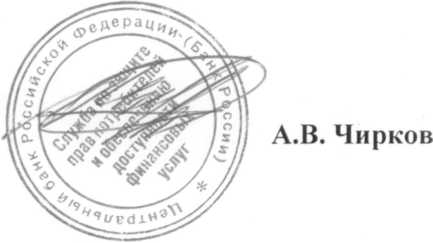 Центральный банк Российской Федерации (Банк России) *
Служба по защите
прав потребителей
и обеспечению
доступности
финансовых
услуг
А.В. Чирков